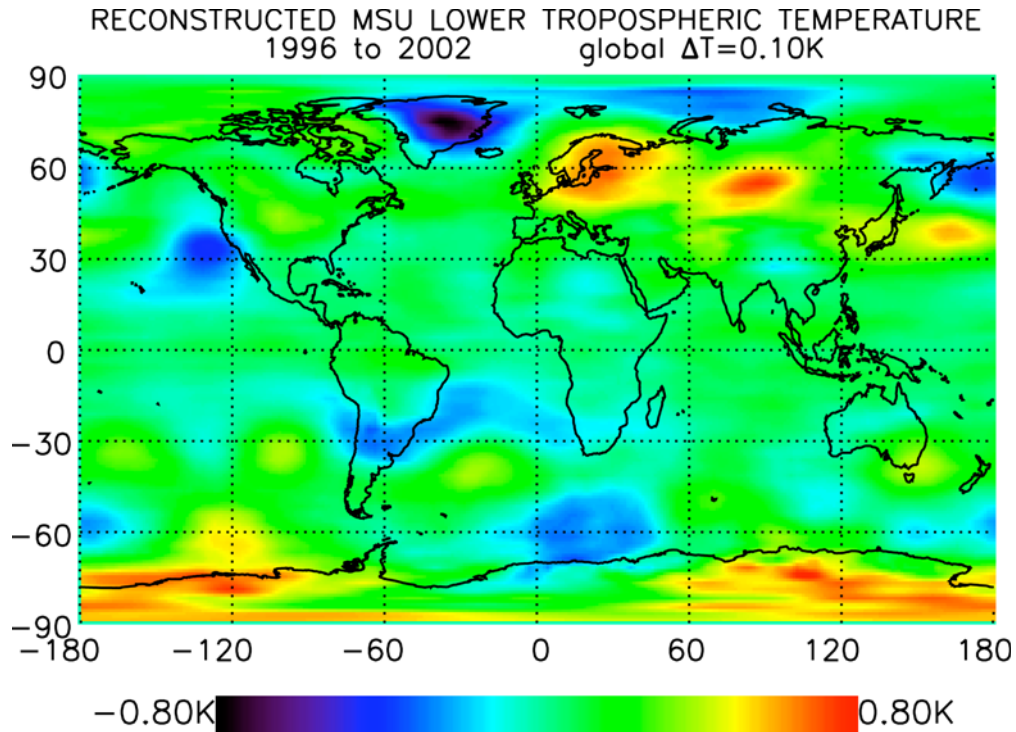 RECONSTRUCTED MSU LOWER TROPOSPHERIC TEMPERATURE
1996 to 2002 global ΔT=0.10K
90
60
30
0
−30
−60
−90
−180 −120 −60 0 60 120 180
−0.80K 0.80K